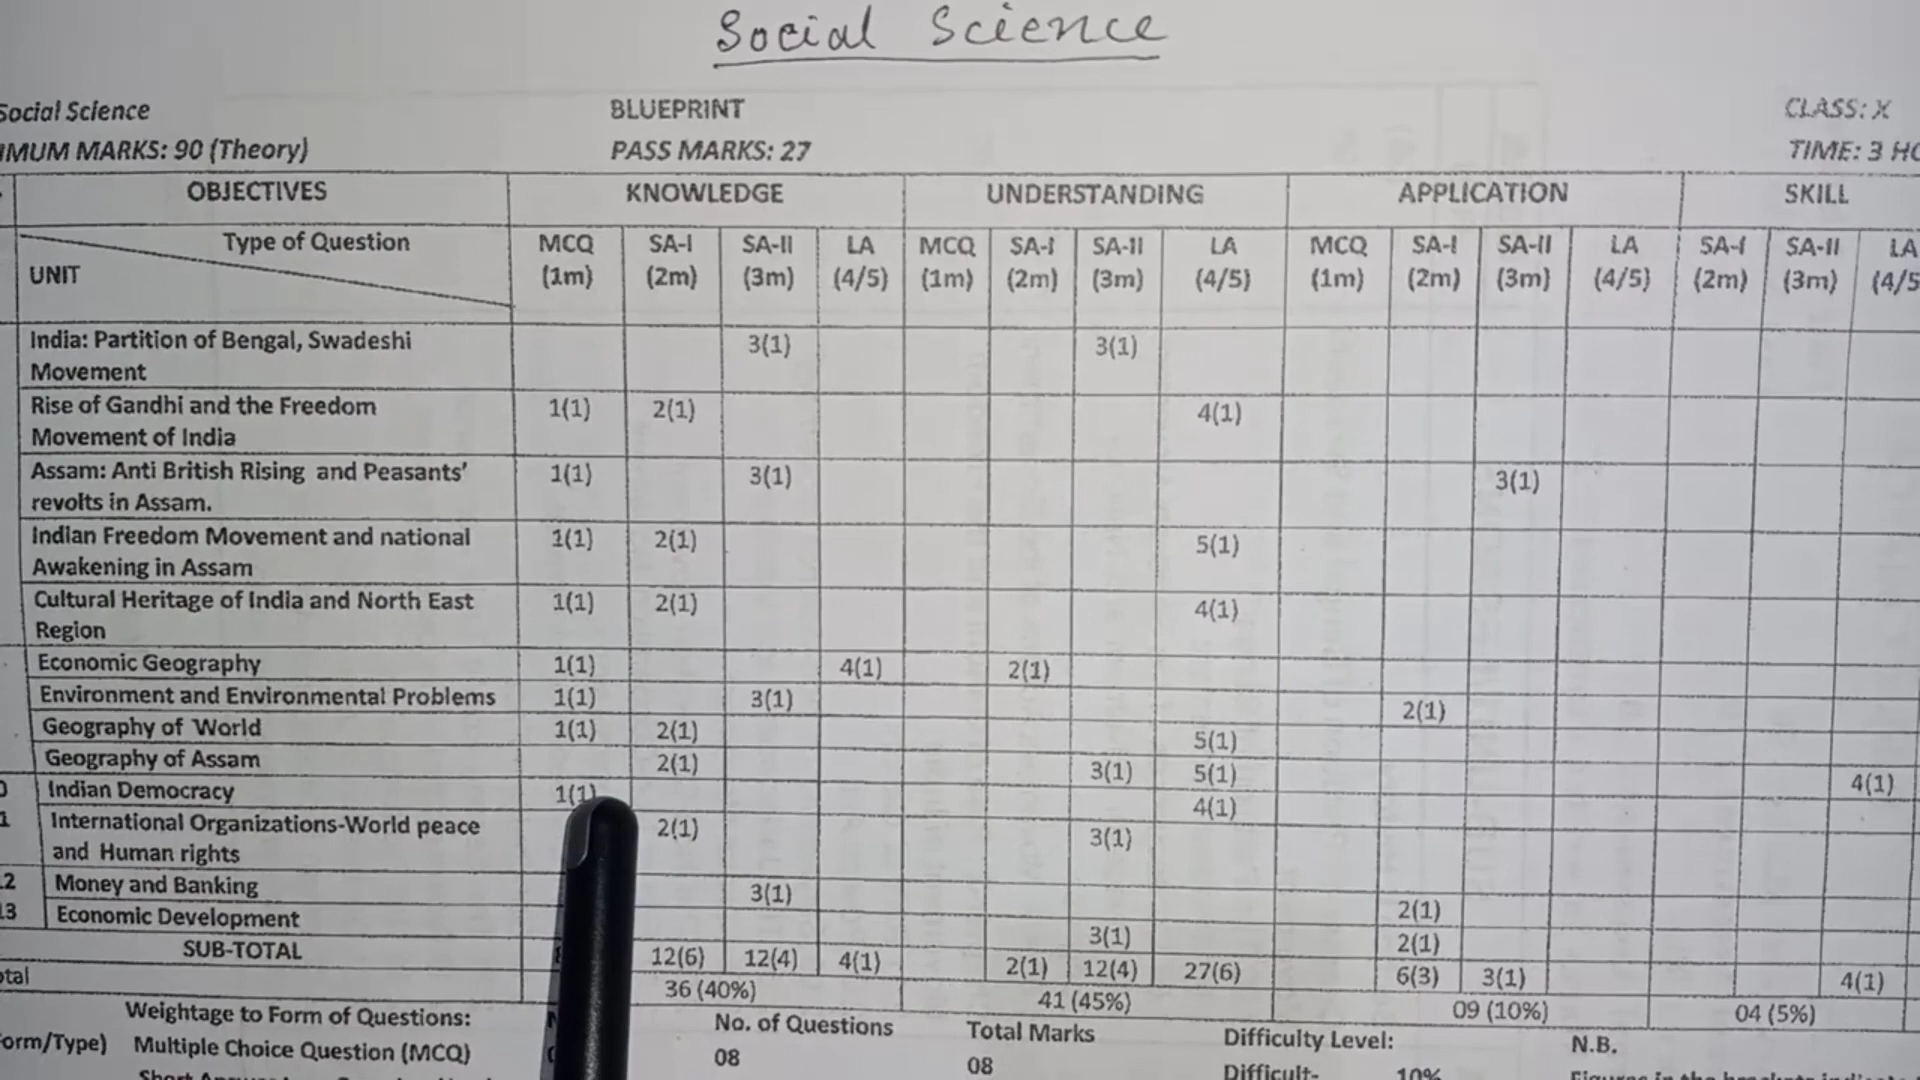 Social Science
Social Science BLUEPRINT CLASS: X
IMUM MARKS: 90 (Theory) PASS MARKS: 27 TIME: 3 HO
OBJECTIVES KNOWLEDGE UNDERSTANDING APPLICATION SKILL
Type of Question MCQ SA-I SA-II LA MCQ SA-I SA-II LA MCQ SA-I SA-II LA SA-I SA-II LA
UNIT (1m) (2m) (3m) (4/5) (1m) (2m) (3m) (4/5) (1m) (2m) (3m) (4/5) (2m) (3m) (4/5
India: Partition of Bengal, Swadeshi 3(1) 3(1)
Movement
Rise of Gandhi and the Freedom 1(1) 2(1) 4(1)
Movement of India
Assam: Anti British Rising and Peasants' 1(1) 3(1) 3(1)
revolts in Assam.
Indian Freedom Movement and national 1(1) 2(1) 5(1)
Awakening in Assam
Cultural Heritage of India and North East 1(1) 2(1) 4(1)
Region
Economic Geography 1(1) 4(1) 2(1)
Environment and Environmental Problems 1(1) 3(1) 2(1)
Geography of World 1(1) 2(1) 5(1)
Geography of Assam 2(1) 3(1) 5(1) 4(1)
0 Indian Democracy 1(1) 4(1)
1 International Organizations-World peace 2(1) 3(1)
and Human rights
12 Money and Banking 3(1) 2(1)
13 Economic Development 3(1) 2(1)
SUB-TOTAL 12(6) 12(4) 4(1) 2(1) 12(4) 27(6) 6(3) 3(1) 4(1)
otal 36 (40%) 41 (45%) 09 (10%) 04 (5%)
Weightage to Form of Questions: No. of Questions Total Marks Difficulty Level: N.B.
Form/Type) Multiple Choice Question (MCQ) 08 08 Difficult- 10%